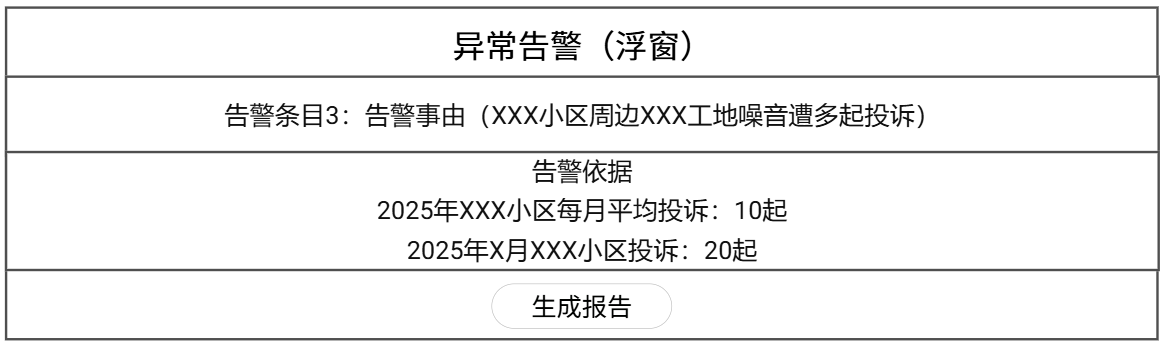 异常告警（浮窗）
告警条目3：告警事由（XXX小区周边XXX工地噪音遭多起投诉）
告警依据
2025年XXX小区每月平均投诉：10起
2025年X月XXX小区投诉：20起
生成报告